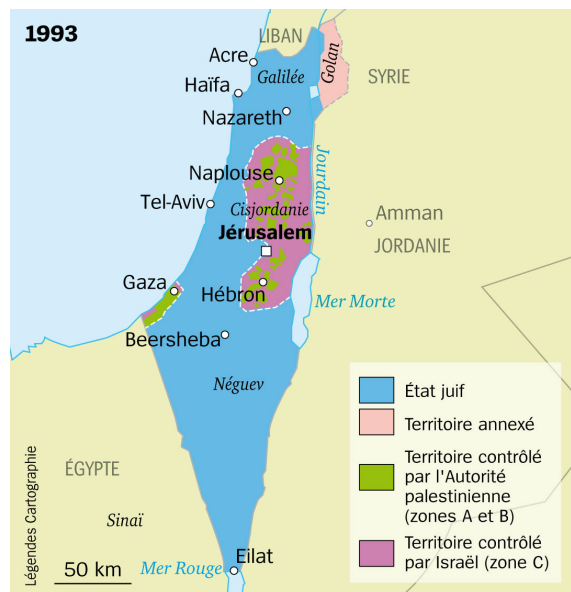 1993
LIBAN
Acre
Galilée
Golan
SYRIE
Haïfa
Nazareth
Jourdain
Naplouse
Tel-Aviv
Cisjordanie
Amman
Jérusalem
JORDANIE
Gaza
Hébron
Mer Morte
Beersheba
Néguev
ÉGYPTE
Sinaï
Mer Rouge
Eilat
50 km
Légendes Cartographie
État juif
Territoire annexé
Territoire contrôlé
par l'Autorité
palestinienne
(zones A et B)
Territoire contrôlé
par Israël (zone C)